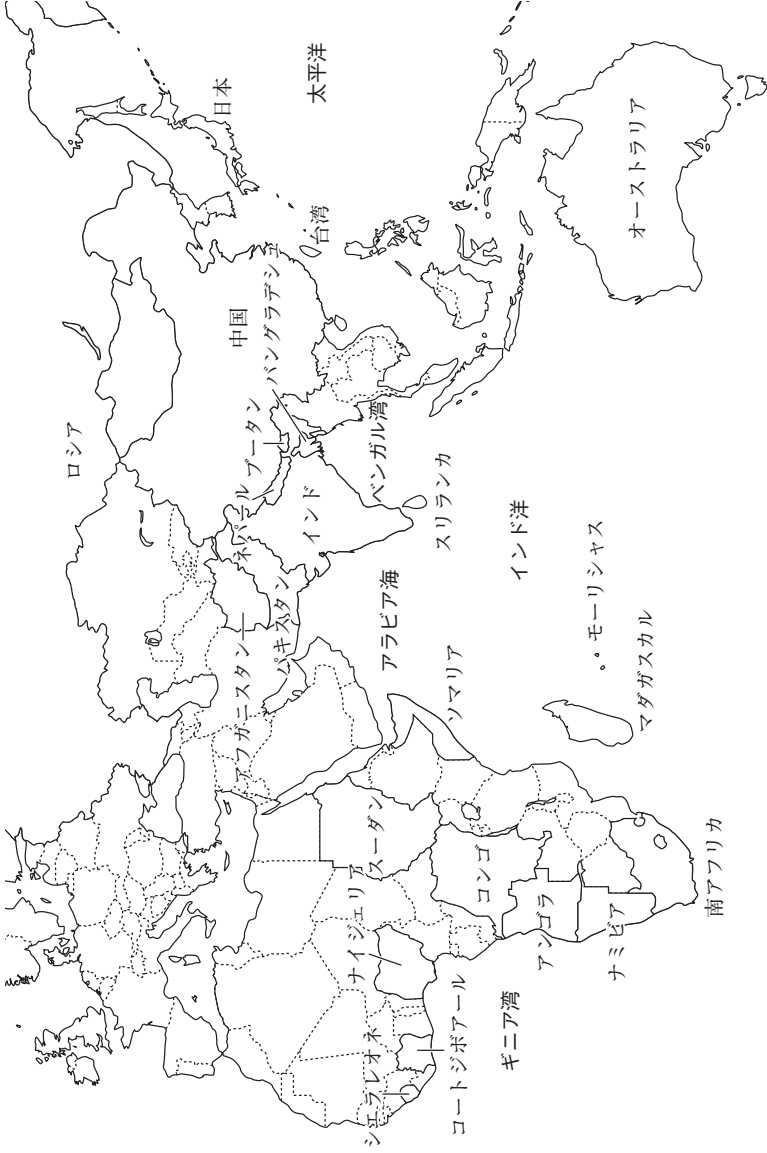 ロシア
日本
太平洋
中国
台湾
バングラデシュ
ブータン
ネパール
インド
ベンガル湾
スリランカ
オーストラリア
アフガニスタン
パキスタン
アラビア海
インド洋
モーリシャス
マダガスカル
ソマリア
スーダン
ナイジェリア
コンゴ
アンゴラ
ナミビア
南アフリカ
シエラレオネ
コートジボアール
ギニア湾